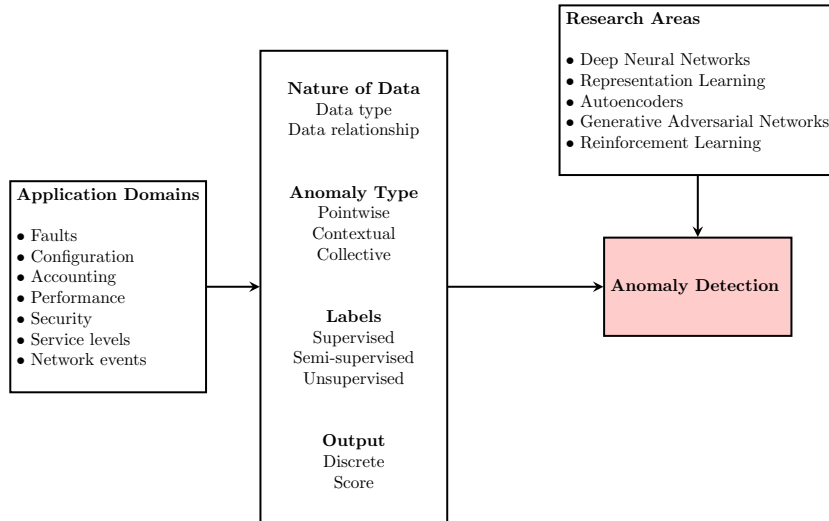 Research Areas
• Deep Neural Networks
• Representation Learning
• Autoencoders
• Generative Adversarial Networks
• Reinforcement Learning
Application Domains
• Faults
• Configuration
• Accounting
• Performance
• Security
• Service levels
• Network events
Nature of Data
Data type
Data relationship
Anomaly Type
Pointwise
Contextual
Collective
Labels
Supervised
Semi-supervised
Unsupervised
Output
Discrete
Score
Anomaly Detection